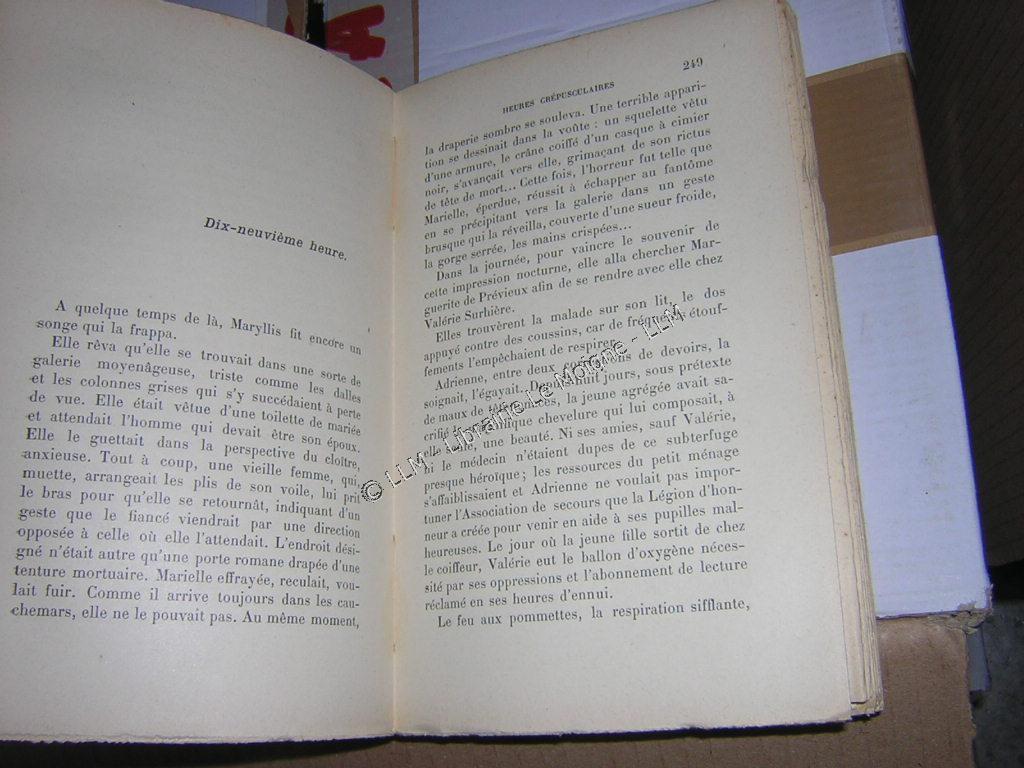 Dix-neuvième heure.
A quelque temps de là, Maryllis fit encore un
songe qui la frappa.
Elle rêva qu'elle se trouvait dans une sorte de
galerie moyenâgeuse, triste comme les dalles
et les colonnes grises qui s'y succédaient à perte
de vue. Elle était vêtue d'une toilette de mariée
et attendait l'homme qui devait être son époux.
Elle le guettait dans la perspective du cloître,
anxieuse. Tout à coup, une vieille femme, qui,
muette, arrangeait les plis de son voile, lui prit
le bras pour qu'elle se retournât, indiquant d'un
geste que le fiancé viendrait par une direction
opposée à celle où elle l'attendait. L'endroit dési-
gné n'était autre qu'une porte romane drapée d'une
tenture mortuaire. Marielle effrayée, reculait, vou-
lait fuir. Comme il arrive toujours dans les cau-
chemars, elle ne le pouvait pas. Au même moment,
HEURES CRÉPUSCULAIRES 249
la draperie sombre se souleva. Une terrible appari-
tion se dessinait dans la voûte : un squelette vêtu
d'une armure, le crâne coiffé d'un casque à cimier
noir, s'avançait vers elle, grimaçant de son rictus
de tête de mort... Cette fois, l'horreur fut telle que
Marielle, éperdue, réussit à échapper au fantôme
en se précipitant vers la galerie dans un geste
brusque qui la réveilla, couverte d'une sueur froide,
la gorge serrée, les mains crispées...
Dans la journée, pour vaincre le souvenir de
cette impression nocturne, elle alla chercher Mar-
guerite de Prévieux afin de se rendre avec elle chez
Valérie Surbière.
Elles trouvèrent la malade sur son lit, le dos
appuyé contre des coussins, car de fréquents étouf-
fements l'empêchaient de respirer.
Adrienne, entre deux corrections de devoirs, la
soignait, l'égayait. Depuis huit jours, sous prétexte
de maux de tête, la jeune agrégée avait sa-
crifié chevelure qui lui composait, à
elle une beauté. Ni ses amies, sauf Valérie,
ni le médecin n'étaient dupes de ce subterfuge
presque héroïque ; les ressources du petit ménage
s'affaiblissaient et Adrienne ne voulait pas impor-
tuner l'Association de secours que la Légion d'hon-
neur a créée pour venir en aide à ses pupilles mal-
heureuses. Le jour où la jeune fille sortit de chez
le coiffeur, Valérie eut le ballon d'oxygène néces-
sité par ses oppressions et l'abonnement de lecture
réclamé en ses heures d'ennui.
Le feu aux pommettes, la respiration sifflante,
© LLM - Librairie Le Moigne - LLM